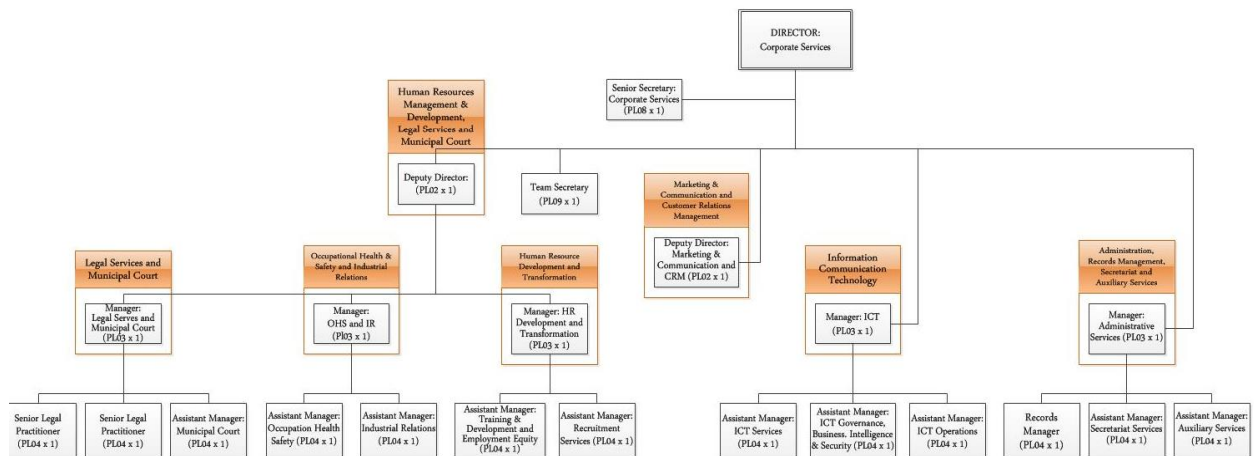 DIRECTOR:
Corporate Services
Senior Secretary:
Corporate Services
(PL08 x 1)
Human Resources
Management &
Development,
Legal Services and
Municipal Court
Deputy Director:
(PL02 x 1)
Team Secretary
(PL09 x 1)
Marketing &
Communication and
Customer Relations
Management
Deputy Director:
Marketing &
Communication and
CRM (PL02 x 1)
Legal Services and
Municipal Court
Manager:
Legal Serves and
Municipal Court
(PL03 x 1)
Occupational Health &
Safety and Industrial
Relations
Manager:
OHS and IR
(Pl03 x 1)
Human Resource
Development and
Transformation
Manager: HR
Development and
Transformation
(PL03 x 1)
Information
Communication
Technology
Manager: ICT
(PL03 x 1)
Administration,
Records Management,
Secretariat and
Auxiliary Services
Manager:
Administrative
Services (PL03 x 1)
Senior Legal
Practitioner
(PL04 x 1)
Senior Legal
Practitioner
(PL04 x 1)
Assistant Manager:
Municipal Court
(PL04 x 1)
Assistant Manager:
Occupation Health
Safety (PL04 x 1)
Assistant Manager:
Industrial Relations
(PL04 x 1)
Assistant Manager:
Training &
Development and
Employment Equity
(PL04 x 1)
Assistant Manager:
Recruitment
Services (PL04 x 1)
Assistant Manager:
ICT Services
(PL04 x 1)
Assistant Manager:
ICT Governance,
Business. Intelligence
& Security (PL04 x 1)
Assistant Manager:
ICT Operations
(PL04 x 1)
Records
Manager
(PL04 x 1)
Assistant Manager:
Secretariat Services
(PL04 x 1)
Assistant Manager:
Auxiliary Services
(PL04 x 1)